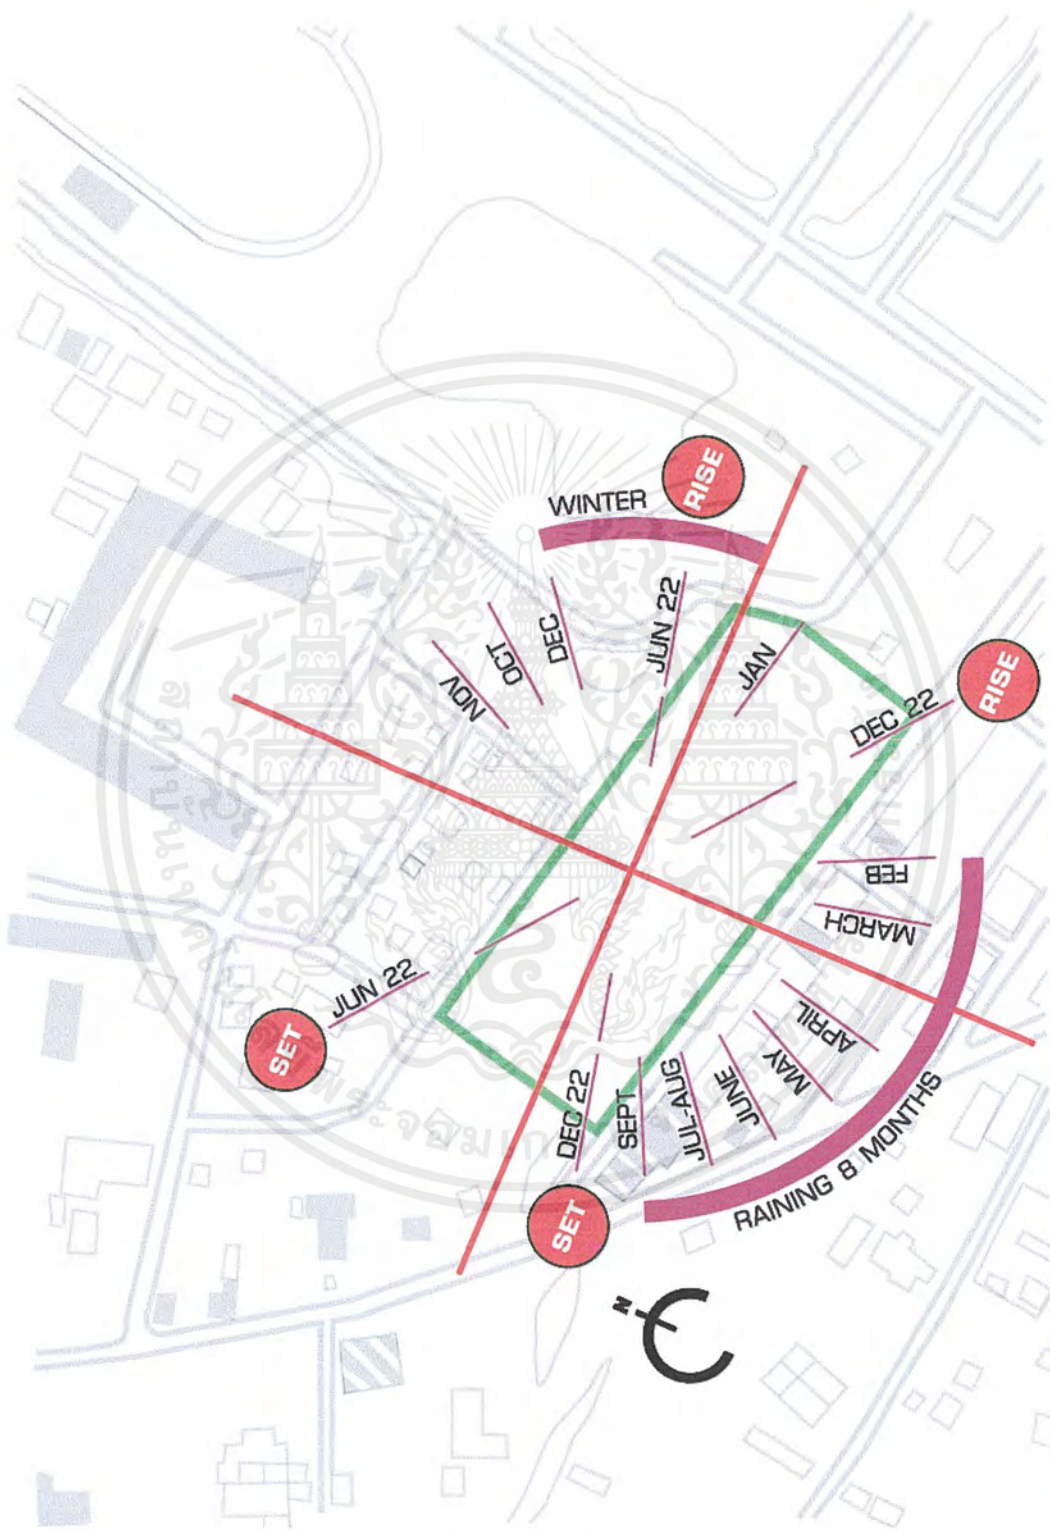 WINTER
RISE
NOV
OCT
DEC
JUN 22
JAN
RISE
DEC 22
FEB
MARCH
APRIL
MAY
JUNE
JUL-AUG
SEPT
RAINING 8 MONTHS
JUN 22
SET
DEC 22
SET
N